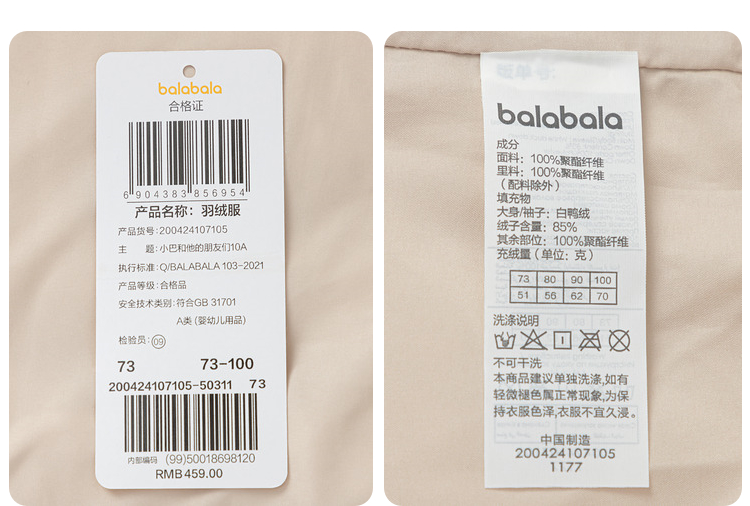 balabala
合格证
6 904383 856954
产品名称：羽绒服
产品货号：200424107105
主 题：小巴和他的朋友们10A
执行标准：Q/BALABALA 103-2021
产品等级：合格品
安全技术类别：符合GB 31701
A类 (婴幼儿用品)
检验员：09
73 73-100
200424107105-50311 73
内部编码 (99)50018698120
RMB 459.00
balabala
成分
面料：100%聚酯纤维
里料：100%聚酯纤维
（配料除外）
填充物
大身/袖子：白鸭绒
绒子含量：85%
其余部位：100%聚酯纤维
充绒量（单位：克）
73 80 90 100
51 56 62 70
洗涤说明
不可干洗
本商品建议单独洗涤,如有
轻微褪色属正常现象,为保
持衣服色泽,衣服不宜久浸。
中国制造
200424107105
1177